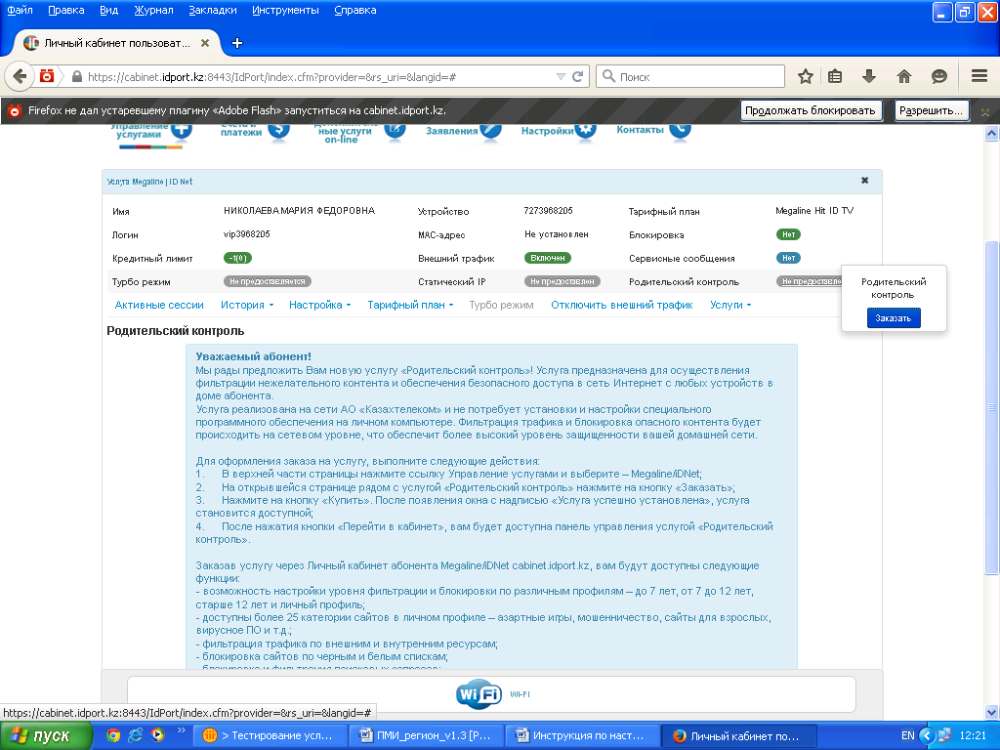 Файл Правка Вид Журнал Закладки Инструменты Справка
Личный кабинет пользоват...
https://cabinet.idport.kz:8443/IdPort/index.cfm?provider=&rs_uri=&langid=#
Поиск
Firefox не дал устаревшему плагину «Adobe Flash» запуститься на cabinet.idport.kz.
Продолжать блокировать
Разрешить...
Управление услугами
платежи
ные услуги on-line
Заявления
Настройки
Контакты
Услуга Megaline | ID Net
Имя НИКОЛАЕВА МАРИЯ ФЕДОРОВНА Устройство 7273968205 Тарифный план Megaline Hit ID TV
Логин vip3968205 MAC-адрес Не установлен Блокировка Нет
Кредитный лимит -1(0) Внешний трафик Включен Сервисные сообщения Нет
Турбо режим Не предоставляется Статический IP Не предоставлен Родительский контроль Не предоставле
Родительский
контроль
Заказать
Активные сессии История Настройка Тарифный план Турбо режим Отключить внешний трафик Услуги
Родительский контроль
Уважаемый абонент!
Мы рады предложить Вам новую услугу «Родительский контроль»! Услуга предназначена для осуществления
фильтрации нежелательного контента и обеспечения безопасного доступа в сеть Интернет с любых устройств в
доме абонента.
Услуга реализована на сети АО «Казахтелеком» и не потребует установки и настройки специального
программного обеспечения на личном компьютере. Фильтрация трафика и блокировка опасного контента будет
происходить на сетевом уровне, что обеспечит более высокий уровень защищенности вашей домашней сети.
Для оформления заказа на услугу, выполните следующие действия:
1. В верхней части страницы нажмите ссылку Управление услугами и выберите – Megaline/iDNet;
2. На открывшейся странице рядом с услугой «Родительский контроль» нажмите на кнопку «Заказать»;
3. Нажмите на кнопку «Купить». После появления окна с надписью «Услуга успешно установлена», услуга
становится доступной;
4. После нажатия кнопки «Перейти в кабинет», вам будет доступна панель управления услугой «Родительский
контроль».
Заказав услугу через Личный кабинет абонента Megaline/iDNet cabinet.idport.kz, вам будут доступны следующие
функции:
- возможность настройки уровня фильтрации и блокировки по различным профилям – до 7 лет, от 7 до 12 лет,
старше 12 лет и личный профиль;
- доступны более 25 категории сайтов в личном профиле – азартные игры, мошенничество, сайты для взрослых,
вирусное ПО и т.д.;
- фильтрация трафика по внешним и внутренним ресурсам;
- блокировка сайтов по черным и белым спискам;
- блокировка и фильтрация поисковых запросов;
WiFi WI-FI
https://cabinet.idport.kz:8443/IdPort/index.cfm?provider=&rs_uri=&langid=#
пуск
> Тестирование усл...
ПМИ_регион_v1.3 [Р...
Инструкция по наст...
Личный кабинет по...
EN
12:21